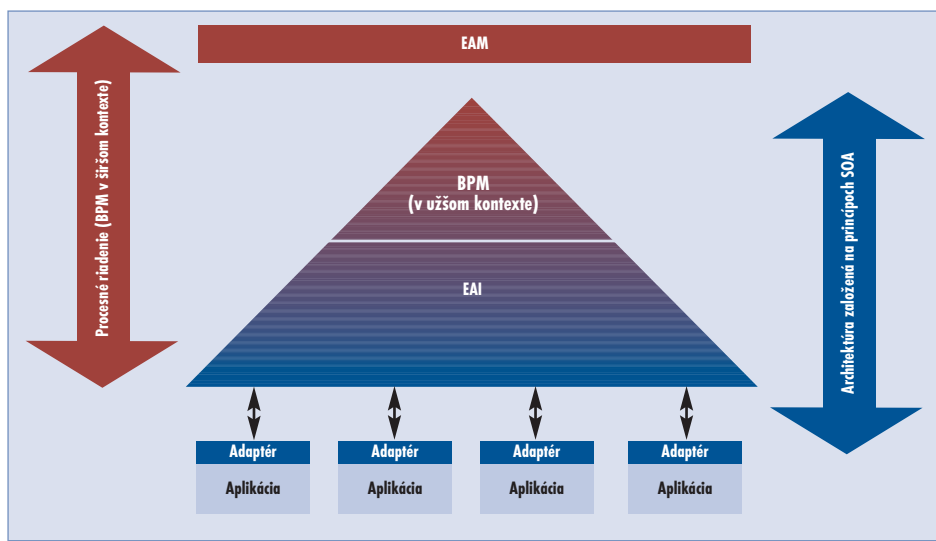 EAM
Procesné riadenie (BPM v širšom kontexte)
BPM
(v užšom kontexte)
EAI
Architektúra založená na princípoch SOA
Adaptér
Adaptér
Adaptér
Adaptér
Aplikácia
Aplikácia
Aplikácia
Aplikácia